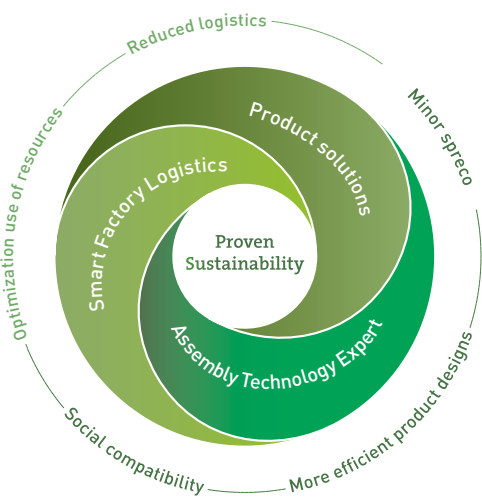 Reduced logistics
Minor spreco
More efficient product designs
Social compatibility
Optimization use of resources
Product solutions
Assembly Technology Expert
Smart Factory Logistics
Proven
Sustainability